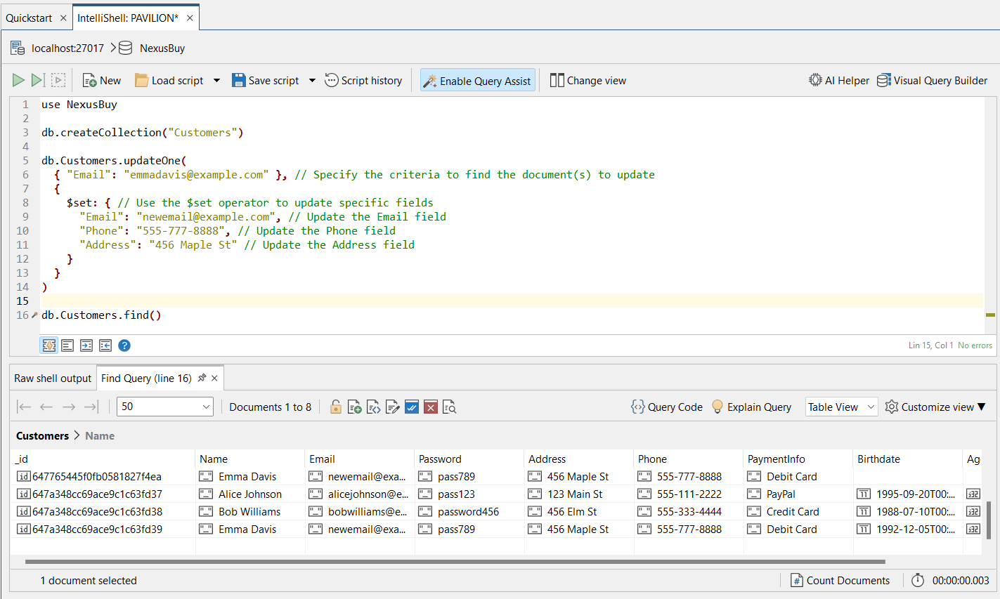 Quickstart × IntelliShell: PAVILION* ×
localhost:27017 > NexusBuy
New Load script Save script Script history Enable Query Assist Change view AI Helper Visual Query Builder
1 use NexusBuy
2
3 db.createCollection("Customers")
4
5 db.Customers.updateOne(
6 { "Email": "emmadavis@example.com" }, // Specify the criteria to find the document(s) to update
7 {
8 $set: { // Use the $set operator to update specific fields
9 "Email": "newemail@example.com", // Update the Email field
10 "Phone": "555-777-8888", // Update the Phone field
11 "Address": "456 Maple St" // Update the Address field
12 }
13 }
14 )
15
16 db.Customers.find()
Lin 15, Col 1 No errors
Raw shell output Find Query (line 16) ×
50 Documents 1 to 8 Query Code Explain Query Table View Customize view
Customers > Name
_id Name Email Password Address Phone PaymentInfo Birthdate Ag
id 647765445f0fb0581827f4ea Emma Davis newemail@exa... pass789 456 Maple St 555-777-8888 Debit Card
id 647a348cc69ace9c1c63fd37 Alice Johnson alicejohnson@e... pass123 123 Main St 555-111-2222 PayPal 1995-09-20T00:... i32
id 647a348cc69ace9c1c63fd38 Bob Williams bobwilliams@e... password456 456 Elm St 555-333-4444 Credit Card 1988-07-10T00:... i32
id 647a348cc69ace9c1c63fd39 Emma Davis newemail@exa... pass789 456 Maple St 555-777-8888 Debit Card 1992-12-05T00:... i32
1 document selected Count Documents 00:00:00.003